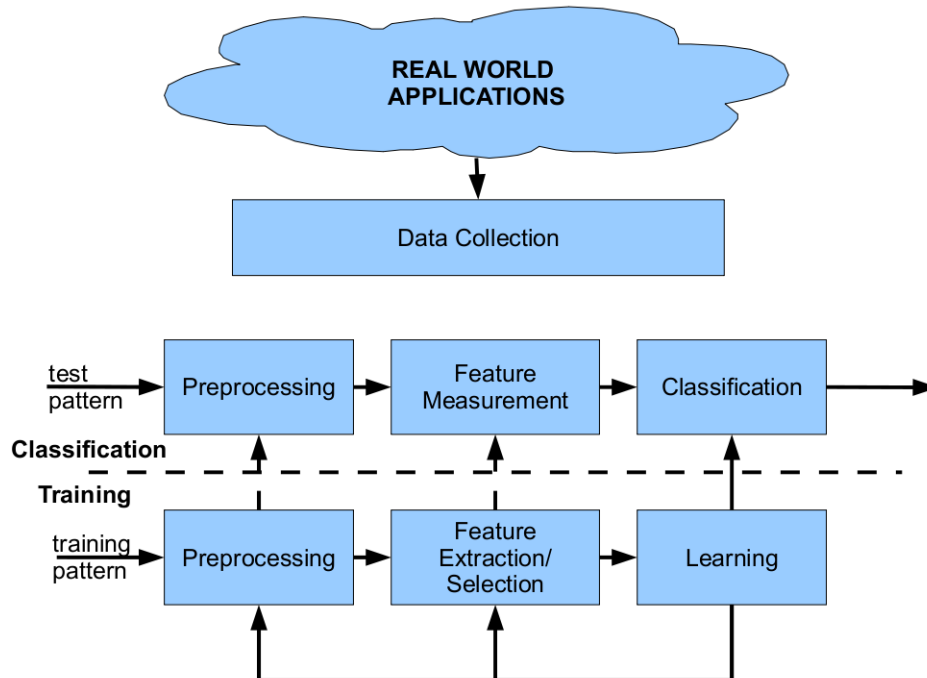 REAL WORLD
APPLICATIONS
Data Collection
test
pattern
Preprocessing
Feature
Measurement
Classification
Classification
Training
training
pattern
Preprocessing
Feature
Extraction/
Selection
Learning